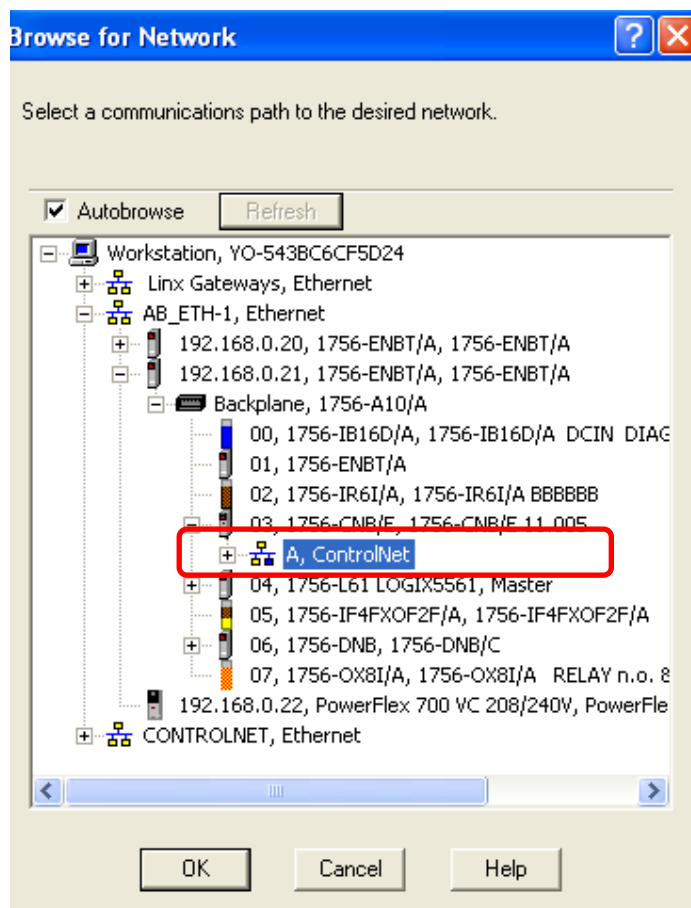 Browse for Network
Select a communications path to the desired network.
Autobrowse Refresh
Workstation, YO-543BC6CF5D24
Linx Gateways, Ethernet
AB_ETH-1, Ethernet
192.168.0.20, 1756-ENBT/A, 1756-ENBT/A
192.168.0.21, 1756-ENBT/A, 1756-ENBT/A
Backplane, 1756-A10/A
00, 1756-IB16D/A, 1756-IB16D/A DCIN DIAG
01, 1756-ENBT/A
02, 1756-IR6I/A, 1756-IR6I/A BBBBBB
03, 1756-CNB/E, 1756-CNB/E 11.005
A, ControlNet
04, 1756-L61 LOGIX5561, Master
05, 1756-IF4FXOF2F/A, 1756-IF4FXOF2F/A
06, 1756-DNB, 1756-DNB/C
07, 1756-OX8I/A, 1756-OX8I/A RELAY n.o. 8
192.168.0.22, PowerFlex 700 VC 208/240V, PowerFle
CONTROLNET, Ethernet
OK Cancel Help